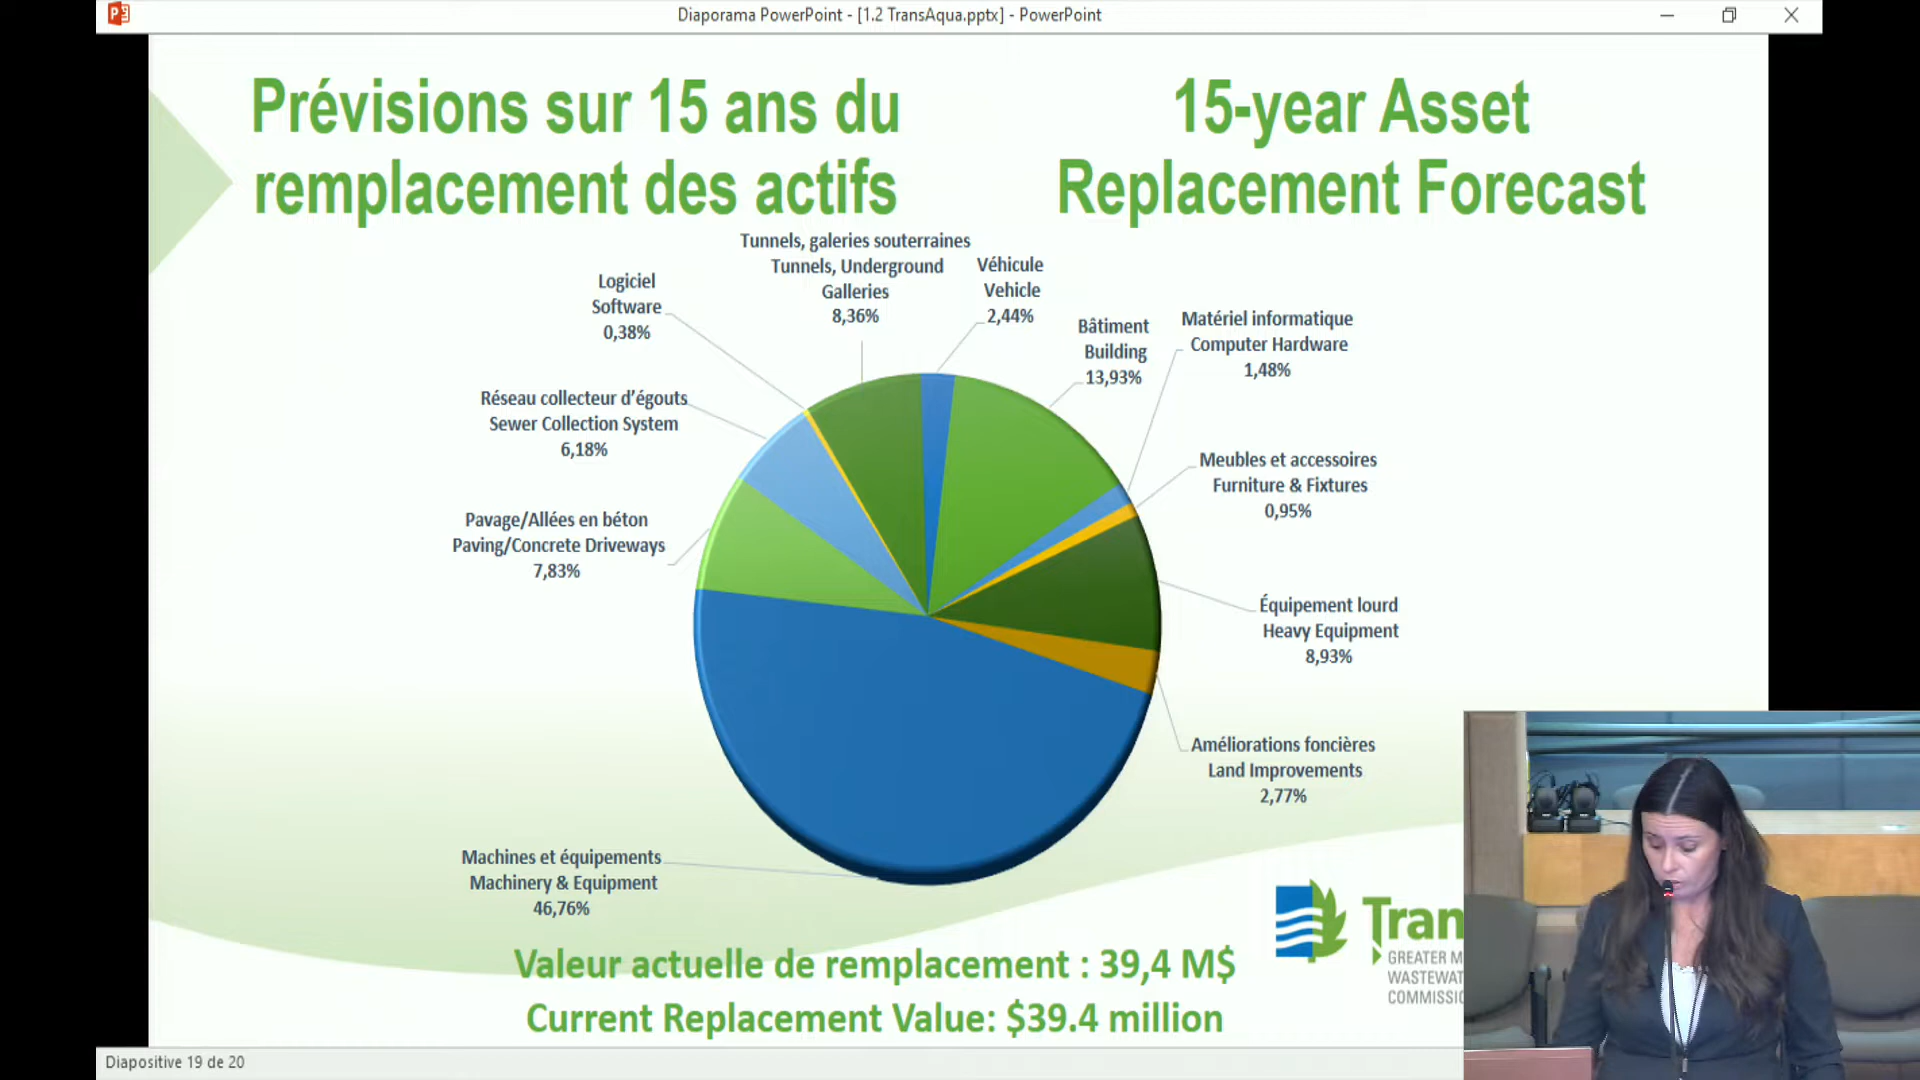 Diaporama PowerPoint - [1.2 TransAqua.pptx] - PowerPoint
Prévisions sur 15 ans du
remplacement des actifs
15-year Asset
Replacement Forecast
Tunnels, galeries souterraines
Tunnels, Underground
Galleries
8,36%
Véhicule
Vehicle
2,44%
Logiciel
Software
0,38%
Bâtiment
Building
13,93%
Matériel informatique
Computer Hardware
1,48%
Réseau collecteur d’égouts
Sewer Collection System
6,18%
Meubles et accessoires
Furniture & Fixtures
0,95%
Pavage/Allées en béton
Paving/Concrete Driveways
7,83%
Équipement lourd
Heavy Equipment
8,93%
Améliorations foncières
Land Improvements
2,77%
Machines et équipements
Machinery & Equipment
46,76%
Valeur actuelle de remplacement : 39,4 M$
Current Replacement Value: $39.4 million
Tran
GREATER M
WASTEWAT
COMMISSI
Diapositive 19 de 20